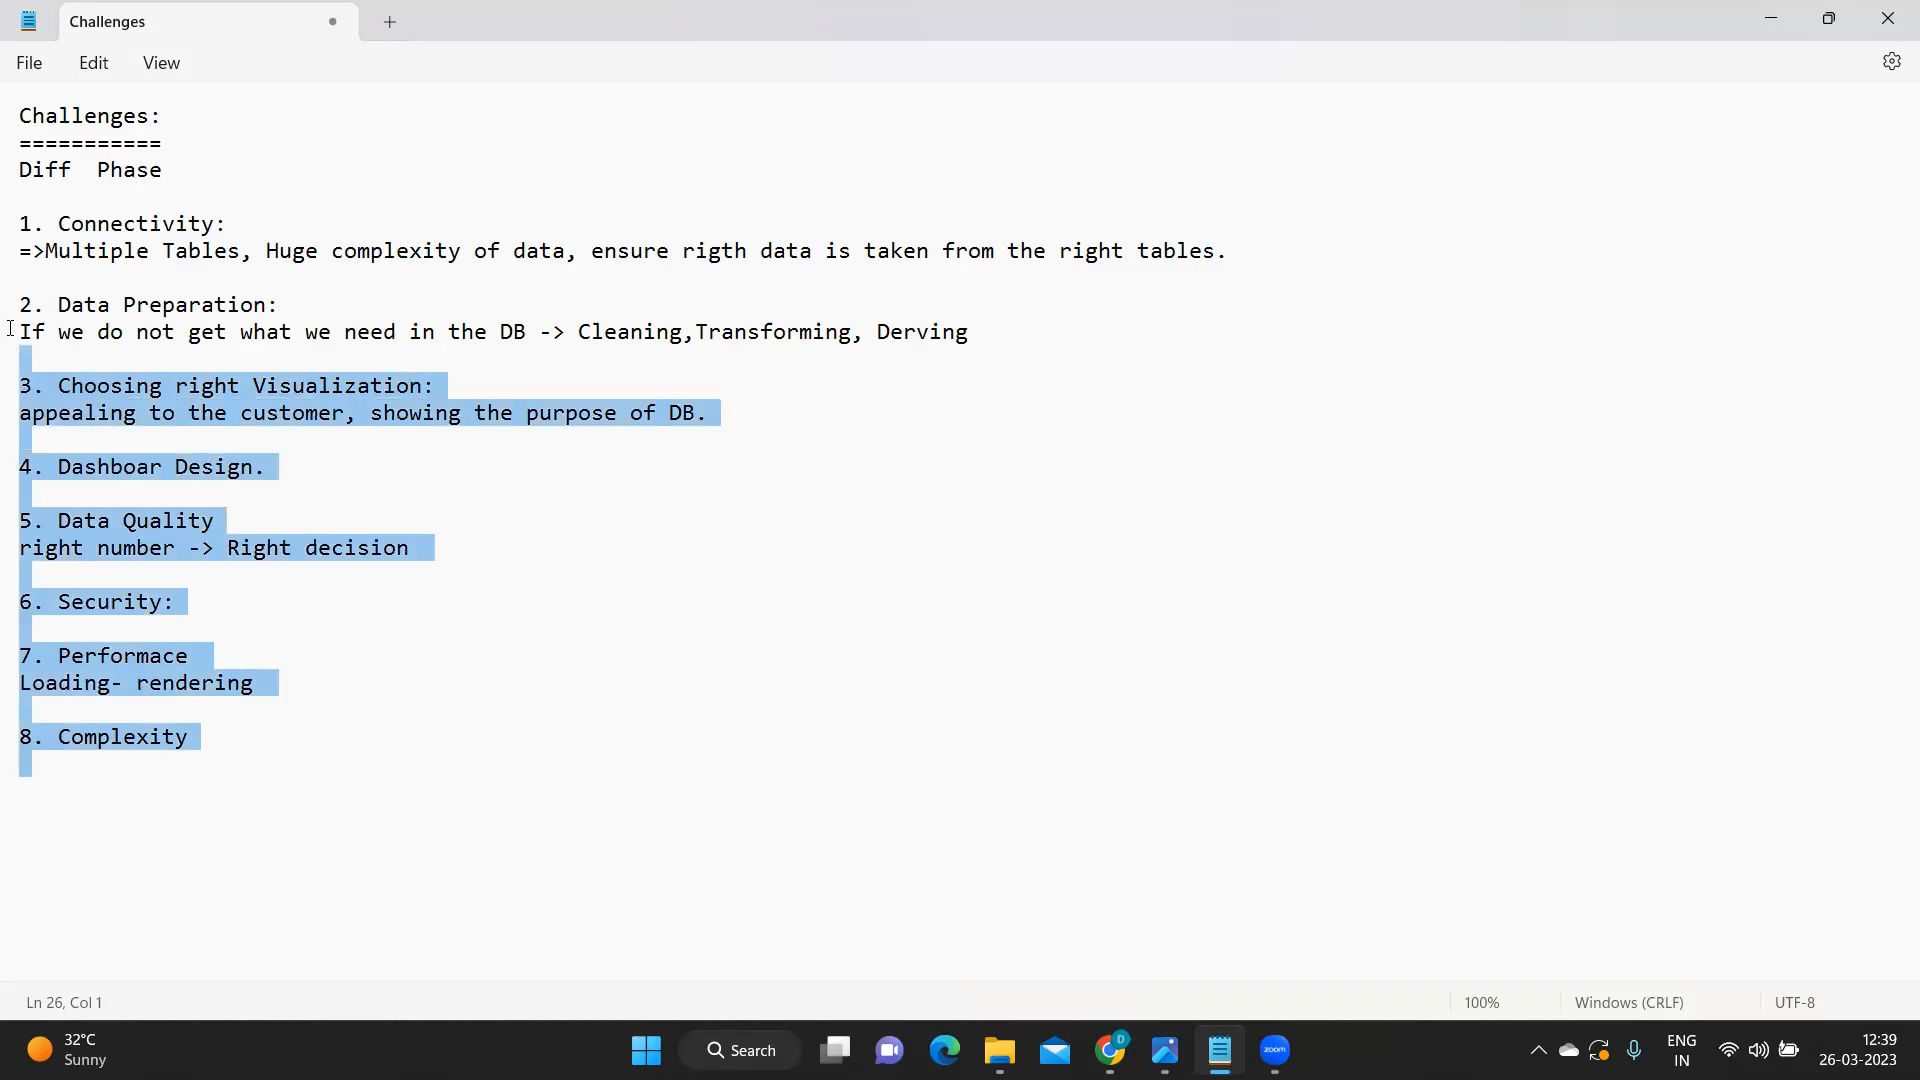 Challenges
File Edit View
Challenges:
===========
Diff  Phase
1. Connectivity:
=>Multiple Tables, Huge complexity of data, ensure rigth data is taken from the right tables.
2. Data Preparation:
If we do not get what we need in the DB -> Cleaning,Transforming, Derving
3. Choosing right Visualization:
appealing to the customer, showing the purpose of DB.
4. Dashboar Design.
5. Data Quality
right number -> Right decision
6. Security:
7. Performace
Loading- rendering
8. Complexity
Ln 26, Col 1 100% Windows (CRLF) UTF-8
32°C
Sunny
Search
D
zoom
ENG
IN
12:39
26-03-2023